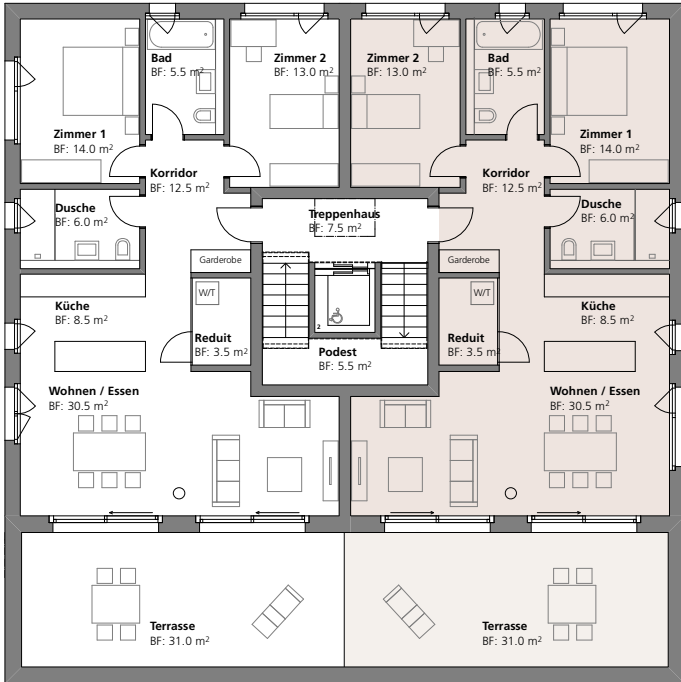 Bad
BF: 5.5 m²
Zimmer 2
BF: 13.0 m²
Zimmer 2
BF: 13.0 m²
Bad
BF: 5.5 m²
Zimmer 1
BF: 14.0 m²
Zimmer 1
BF: 14.0 m²
Korridor
BF: 12.5 m²
Korridor
BF: 12.5 m²
Dusche
BF: 6.0 m²
Treppenhaus
BF: 7.5 m²
Dusche
BF: 6.0 m²
Garderobe
Garderobe
W/T
W/T
Küche
BF: 8.5 m²
Küche
BF: 8.5 m²
2
Reduit
BF: 3.5 m²
Podest
BF: 5.5 m²
Reduit
BF: 3.5 m²
Wohnen / Essen
BF: 30.5 m²
Wohnen / Essen
BF: 30.5 m²
Terrasse
BF: 31.0 m²
Terrasse
BF: 31.0 m²